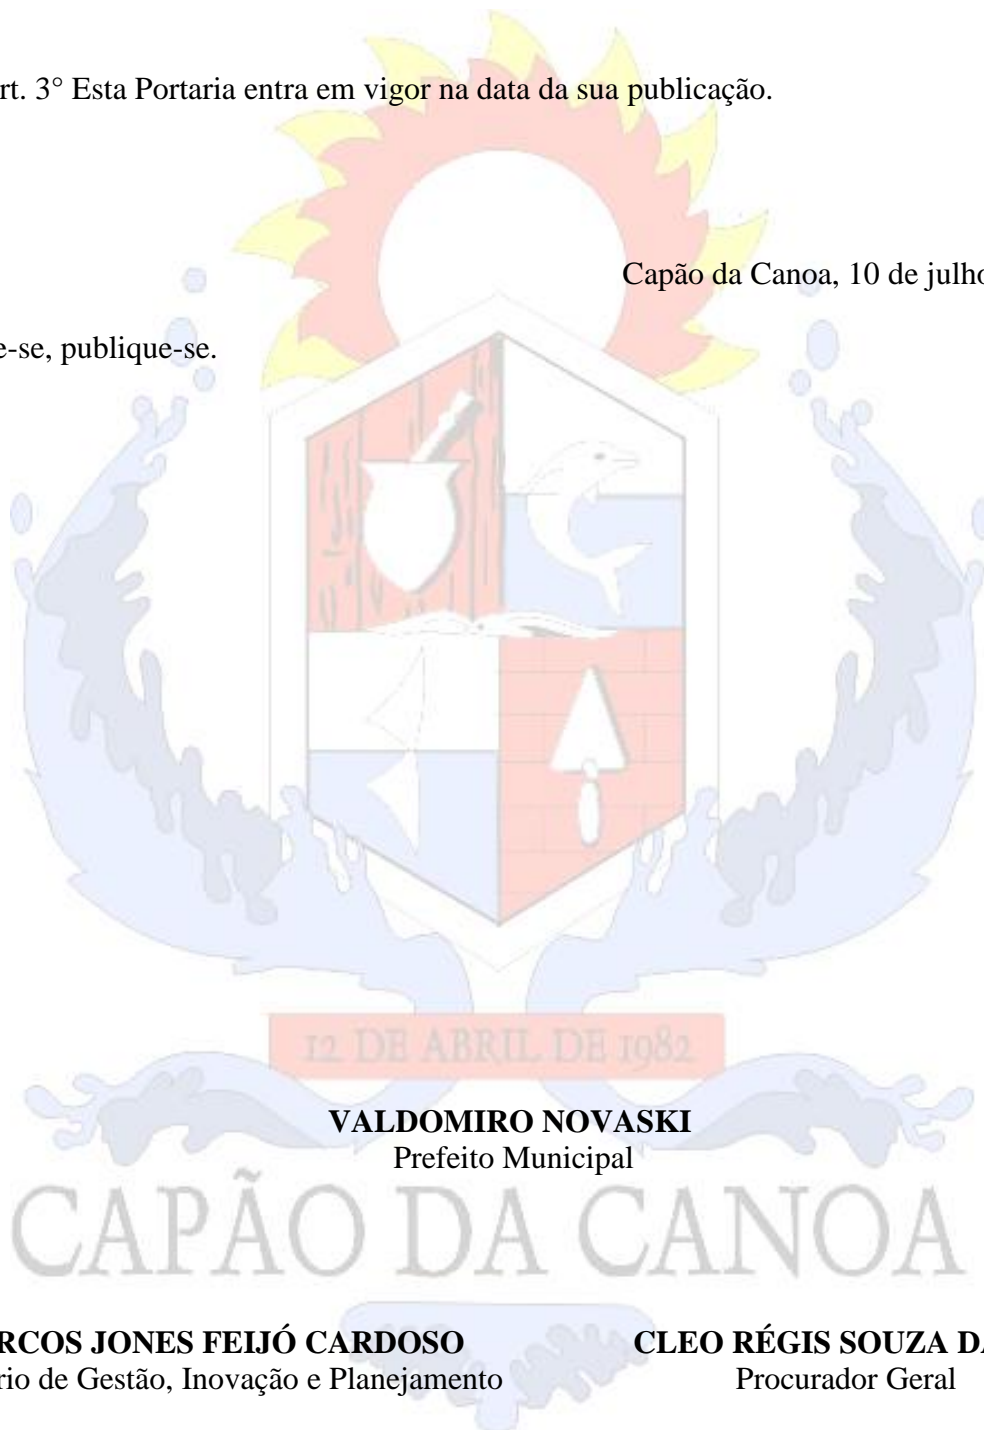 rt. 3° Esta Portaria entra em vigor na data da sua publicação.
Capão da Canoa, 10 de julho
e-se, publique-se.
12 DE ABRIL DE 1982
VALDOMIRO NOVASKI
Prefeito Municipal
CAPÃO DA CANOA
RCOS JONES FEIJÓ CARDOSO
CLEO RÉGIS SOUZA DA
rio de Gestão, Inovação e Planejamento
Procurador Geral